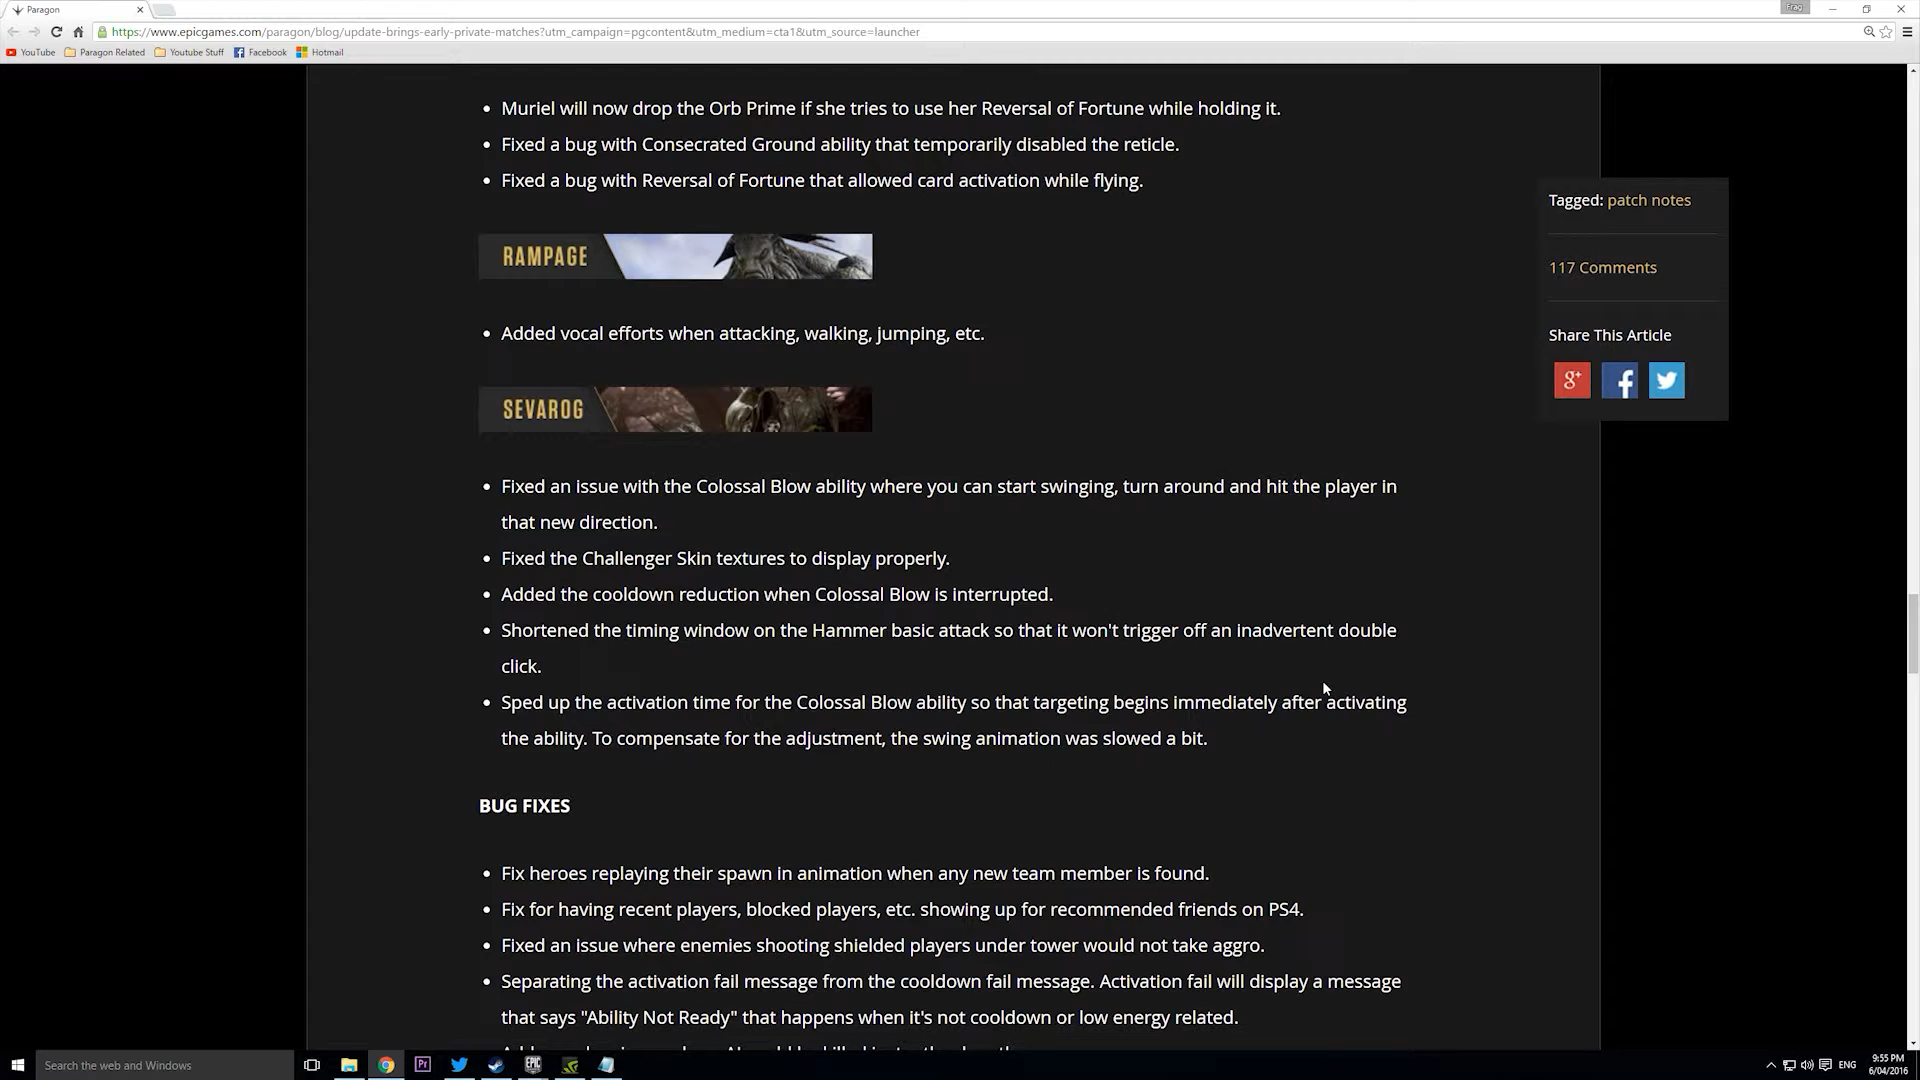 Paragon
Frag
https://www.epicgames.com/paragon/blog/update-brings-early-private-matches?utm_campaign=pgcontent&utm_medium=cta1&utm_source=launcher
YouTube Paragon Related Youtube Stuff Facebook Hotmail
• Muriel will now drop the Orb Prime if she tries to use her Reversal of Fortune while holding it.
• Fixed a bug with Consecrated Ground ability that temporarily disabled the reticle.
• Fixed a bug with Reversal of Fortune that allowed card activation while flying.
RAMPAGE
• Added vocal efforts when attacking, walking, jumping, etc.
SEVAROG
• Fixed an issue with the Colossal Blow ability where you can start swinging, turn around and hit the player in
that new direction.
• Fixed the Challenger Skin textures to display properly.
• Added the cooldown reduction when Colossal Blow is interrupted.
• Shortened the timing window on the Hammer basic attack so that it won't trigger off an inadvertent double
click.
• Sped up the activation time for the Colossal Blow ability so that targeting begins immediately after activating
the ability. To compensate for the adjustment, the swing animation was slowed a bit.
BUG FIXES
• Fix heroes replaying their spawn in animation when any new team member is found.
• Fix for having recent players, blocked players, etc. showing up for recommended friends on PS4.
• Fixed an issue where enemies shooting shielded players under tower would not take aggro.
• Separating the activation fail message from the cooldown fail message. Activation fail will display a message
that says "Ability Not Ready" that happens when it's not cooldown or low energy related.
Tagged: patch notes
117 Comments
Share This Article
g+ f
Search the web and Windows
Pr
EPIC
ENG
9:55 PM
6/04/2016